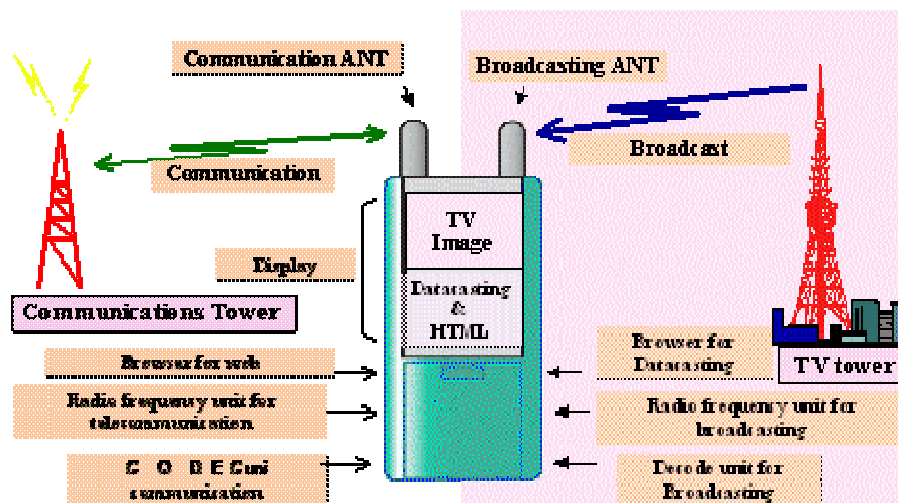 Communication ANT
Broadcasting ANT
Communication
Broadcast
TV
Image
Display
Datacasting
&
HTML
Communications Tower
TV tower
Browser for web
Browser for
Datacasting
Radio frequency unit for
telecommunication
Radio frequency unit for
broadcasting
C O D E C uni
communication
Decode unit for
Broadcasting